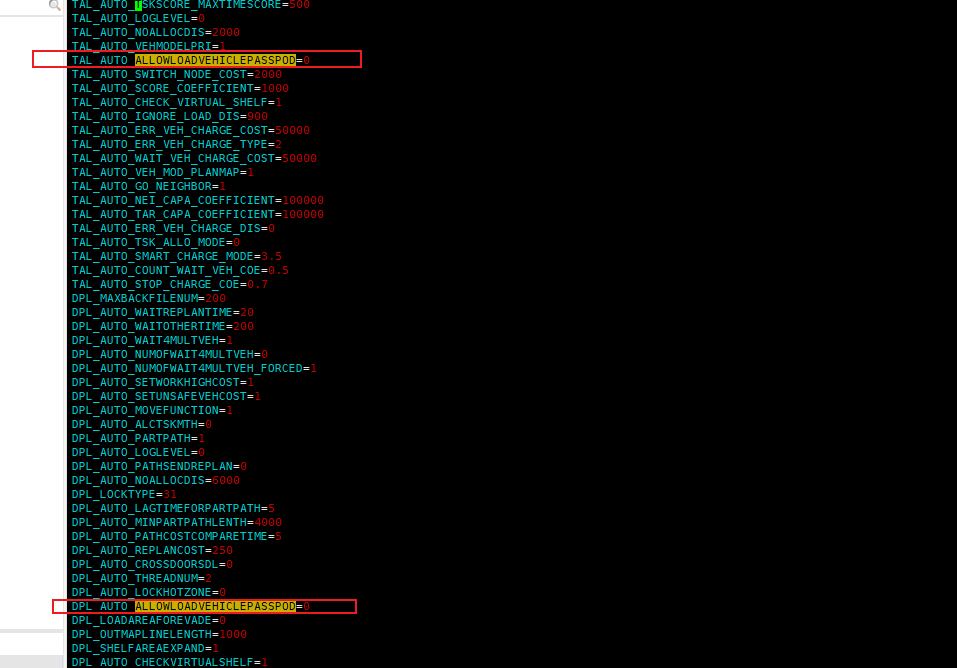 TAL_AUTO_TSKSCORE_MAXTIMESCORE=500
TAL_AUTO_LOGLEVEL=0
TAL_AUTO_NOALLOCDIS=2000
TAL_AUTO_VEHMODELPRI=1
TAL_AUTO_ALLOWLOADVEHICLEPASSPOD=0
TAL_AUTO_SWITCH_NODE_COST=2000
TAL_AUTO_SCORE_COEFFICIENT=1000
TAL_AUTO_CHECK_VIRTUAL_SHELF=1
TAL_AUTO_IGNORE_LOAD_DIS=900
TAL_AUTO_ERR_VEH_CHARGE_COST=50000
TAL_AUTO_ERR_VEH_CHARGE_TYPE=2
TAL_AUTO_WAIT_VEH_CHARGE_COST=50000
TAL_AUTO_VEH_MOD_PLANMAP=1
TAL_AUTO_GO_NEIGHBOR=1
TAL_AUTO_NEI_CAPA_COEFFICIENT=100000
TAL_AUTO_TAR_CAPA_COEFFICIENT=100000
TAL_AUTO_ERR_VEH_CHARGE_DIS=0
TAL_AUTO_TSK_ALLO_MODE=0
TAL_AUTO_SMART_CHARGE_MODE=3.5
TAL_AUTO_COUNT_WAIT_VEH_COE=0.5
TAL_AUTO_STOP_CHARGE_COE=0.7
DPL_MAXBACKFILENUM=200
DPL_AUTO_WAITREPLANTIME=20
DPL_AUTO_WAITOTHERTIME=200
DPL_AUTO_WAIT4MULTVEH=1
DPL_AUTO_NUMOFWAIT4MULTVEH=0
DPL_AUTO_NUMOFWAIT4MULTVEH_FORCED=1
DPL_AUTO_SETWORKHIGHCOST=1
DPL_AUTO_SETUNSAFEVEHCOST=1
DPL_AUTO_MOVEFUNCTION=1
DPL_AUTO_ALCTSKMTH=0
DPL_AUTO_PARTPATH=1
DPL_AUTO_LOGLEVEL=0
DPL_AUTO_PATHSENDREPLAN=0
DPL_AUTO_NOALLOCDIS=6000
DPL_LOCKTYPE=31
DPL_AUTO_LAGTIMEFORPARTPATH=5
DPL_AUTO_MINPARTPATHLENTH=4000
DPL_AUTO_PATHCOSTCOMPARETIME=5
DPL_AUTO_REPLANCOST=250
DPL_AUTO_CROSSDOORSDL=0
DPL_AUTO_THREADNUM=2
DPL_AUTO_LOCKHOTZONE=0
DPL_AUTO_ALLOWLOADVEHICLEPASSPOD=0
DPL_LOADAREAFOREVADE=0
DPL_OUTMAPLINELENGTH=1000
DPL_SHELFAREAEXPAND=1
DPL_AUTO_CHECKVIRTUALSHELF=1